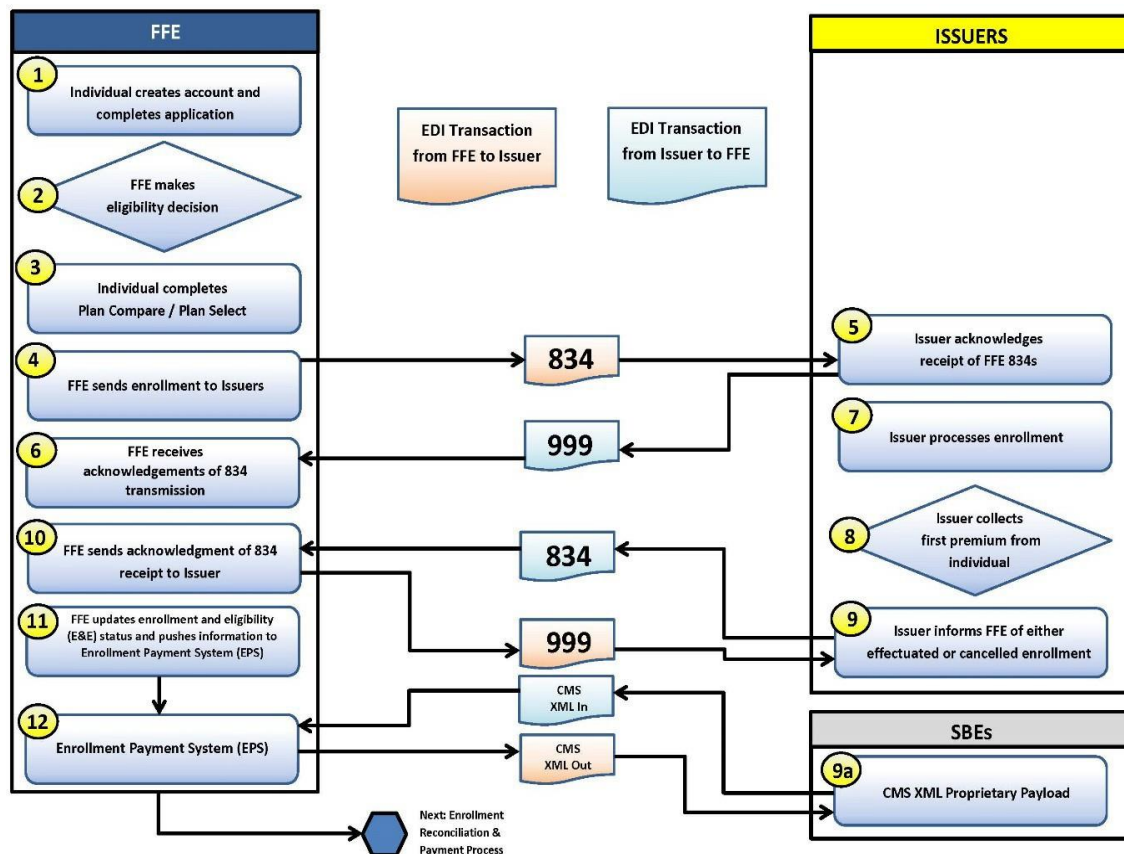 FFE
1
Individual creates account and
completes application
2
FFE makes
eligibility decision
3
Individual completes
Plan Compare / Plan Select
4
FFE sends enrollment to Issuers
6
FFE receives
acknowledgements of 834
transmission
10
FFE sends acknowledgment of 834
receipt to Issuer
11
FFE updates enrollment and eligibility
(E&E) status and pushes information to
Enrollment Payment System (EPS)
12
Enrollment Payment System (EPS)
EDI Transaction
from FFE to Issuer
EDI Transaction
from Issuer to FFE
834
999
834
999
CMS
XML In
CMS
XML Out
Next: Enrollment
Reconciliation &
Payment Process
ISSUERS
5
Issuer acknowledges
receipt of FFE 834s
7
Issuer processes enrollment
8
Issuer collects
first premium from
individual
9
Issuer informs FFE of either
effectuated or cancelled enrollment
SBEs
9a
CMS XML Proprietary Payload